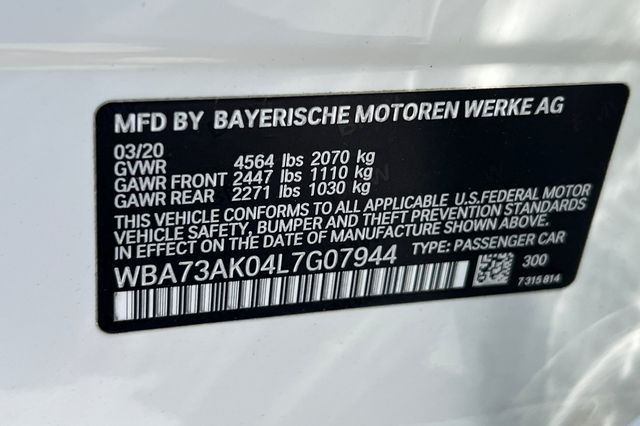 MFD BY BAYERISCHE MOTOREN WERKE AG
03/20
GVWR 4564 lbs 2070 kg
GAWR FRONT 2447 lbs 1110 kg
GAWR REAR 2271 lbs 1030 kg
THIS VEHICLE CONFORMS TO ALL APPLICABLE U.S.FEDERAL MOTOR
VEHICLE SAFETY, BUMPER AND THEFT PREVENTION STANDARDS
IN EFFECT ON THE DATE OF MANUFACTURE SHOWN ABOVE.
WBA73AK04L7G07944 TYPE: PASSENGER CAR
300
7 315 814